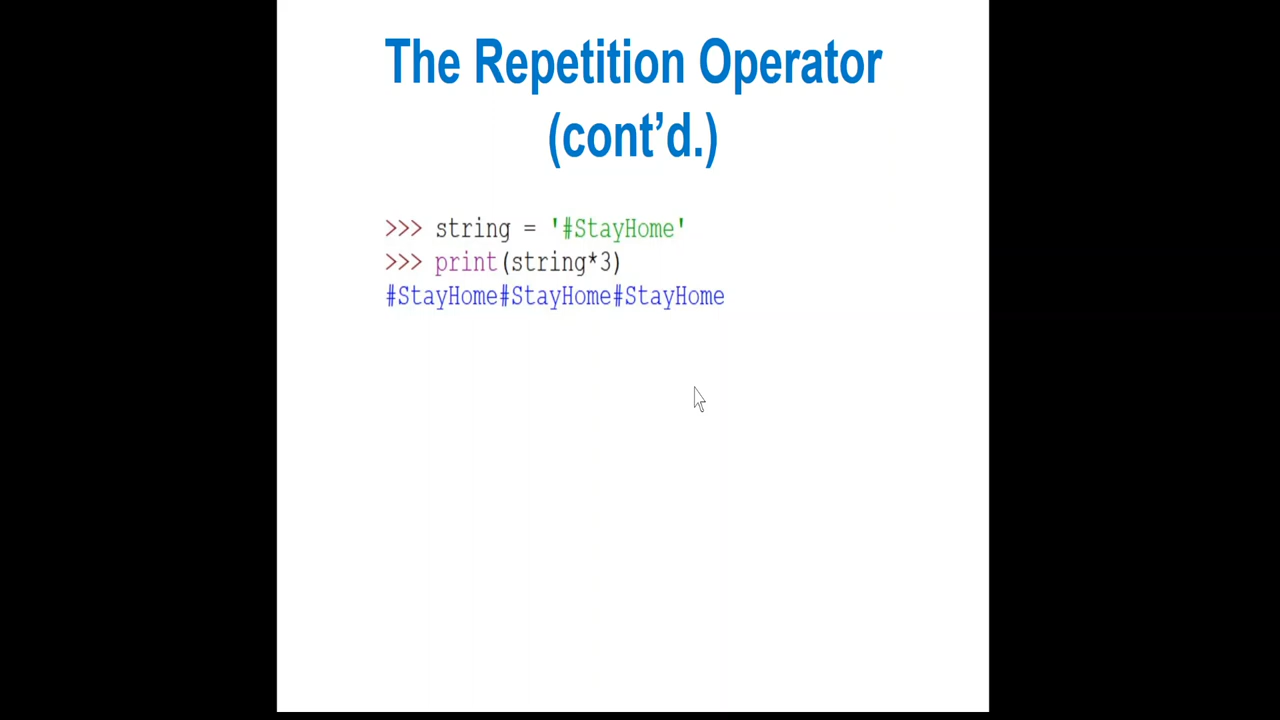 The Repetition Operator
(cont’d.)
>>> string = '#StayHome'
>>> print(string*3)
#StayHome#StayHome#StayHome